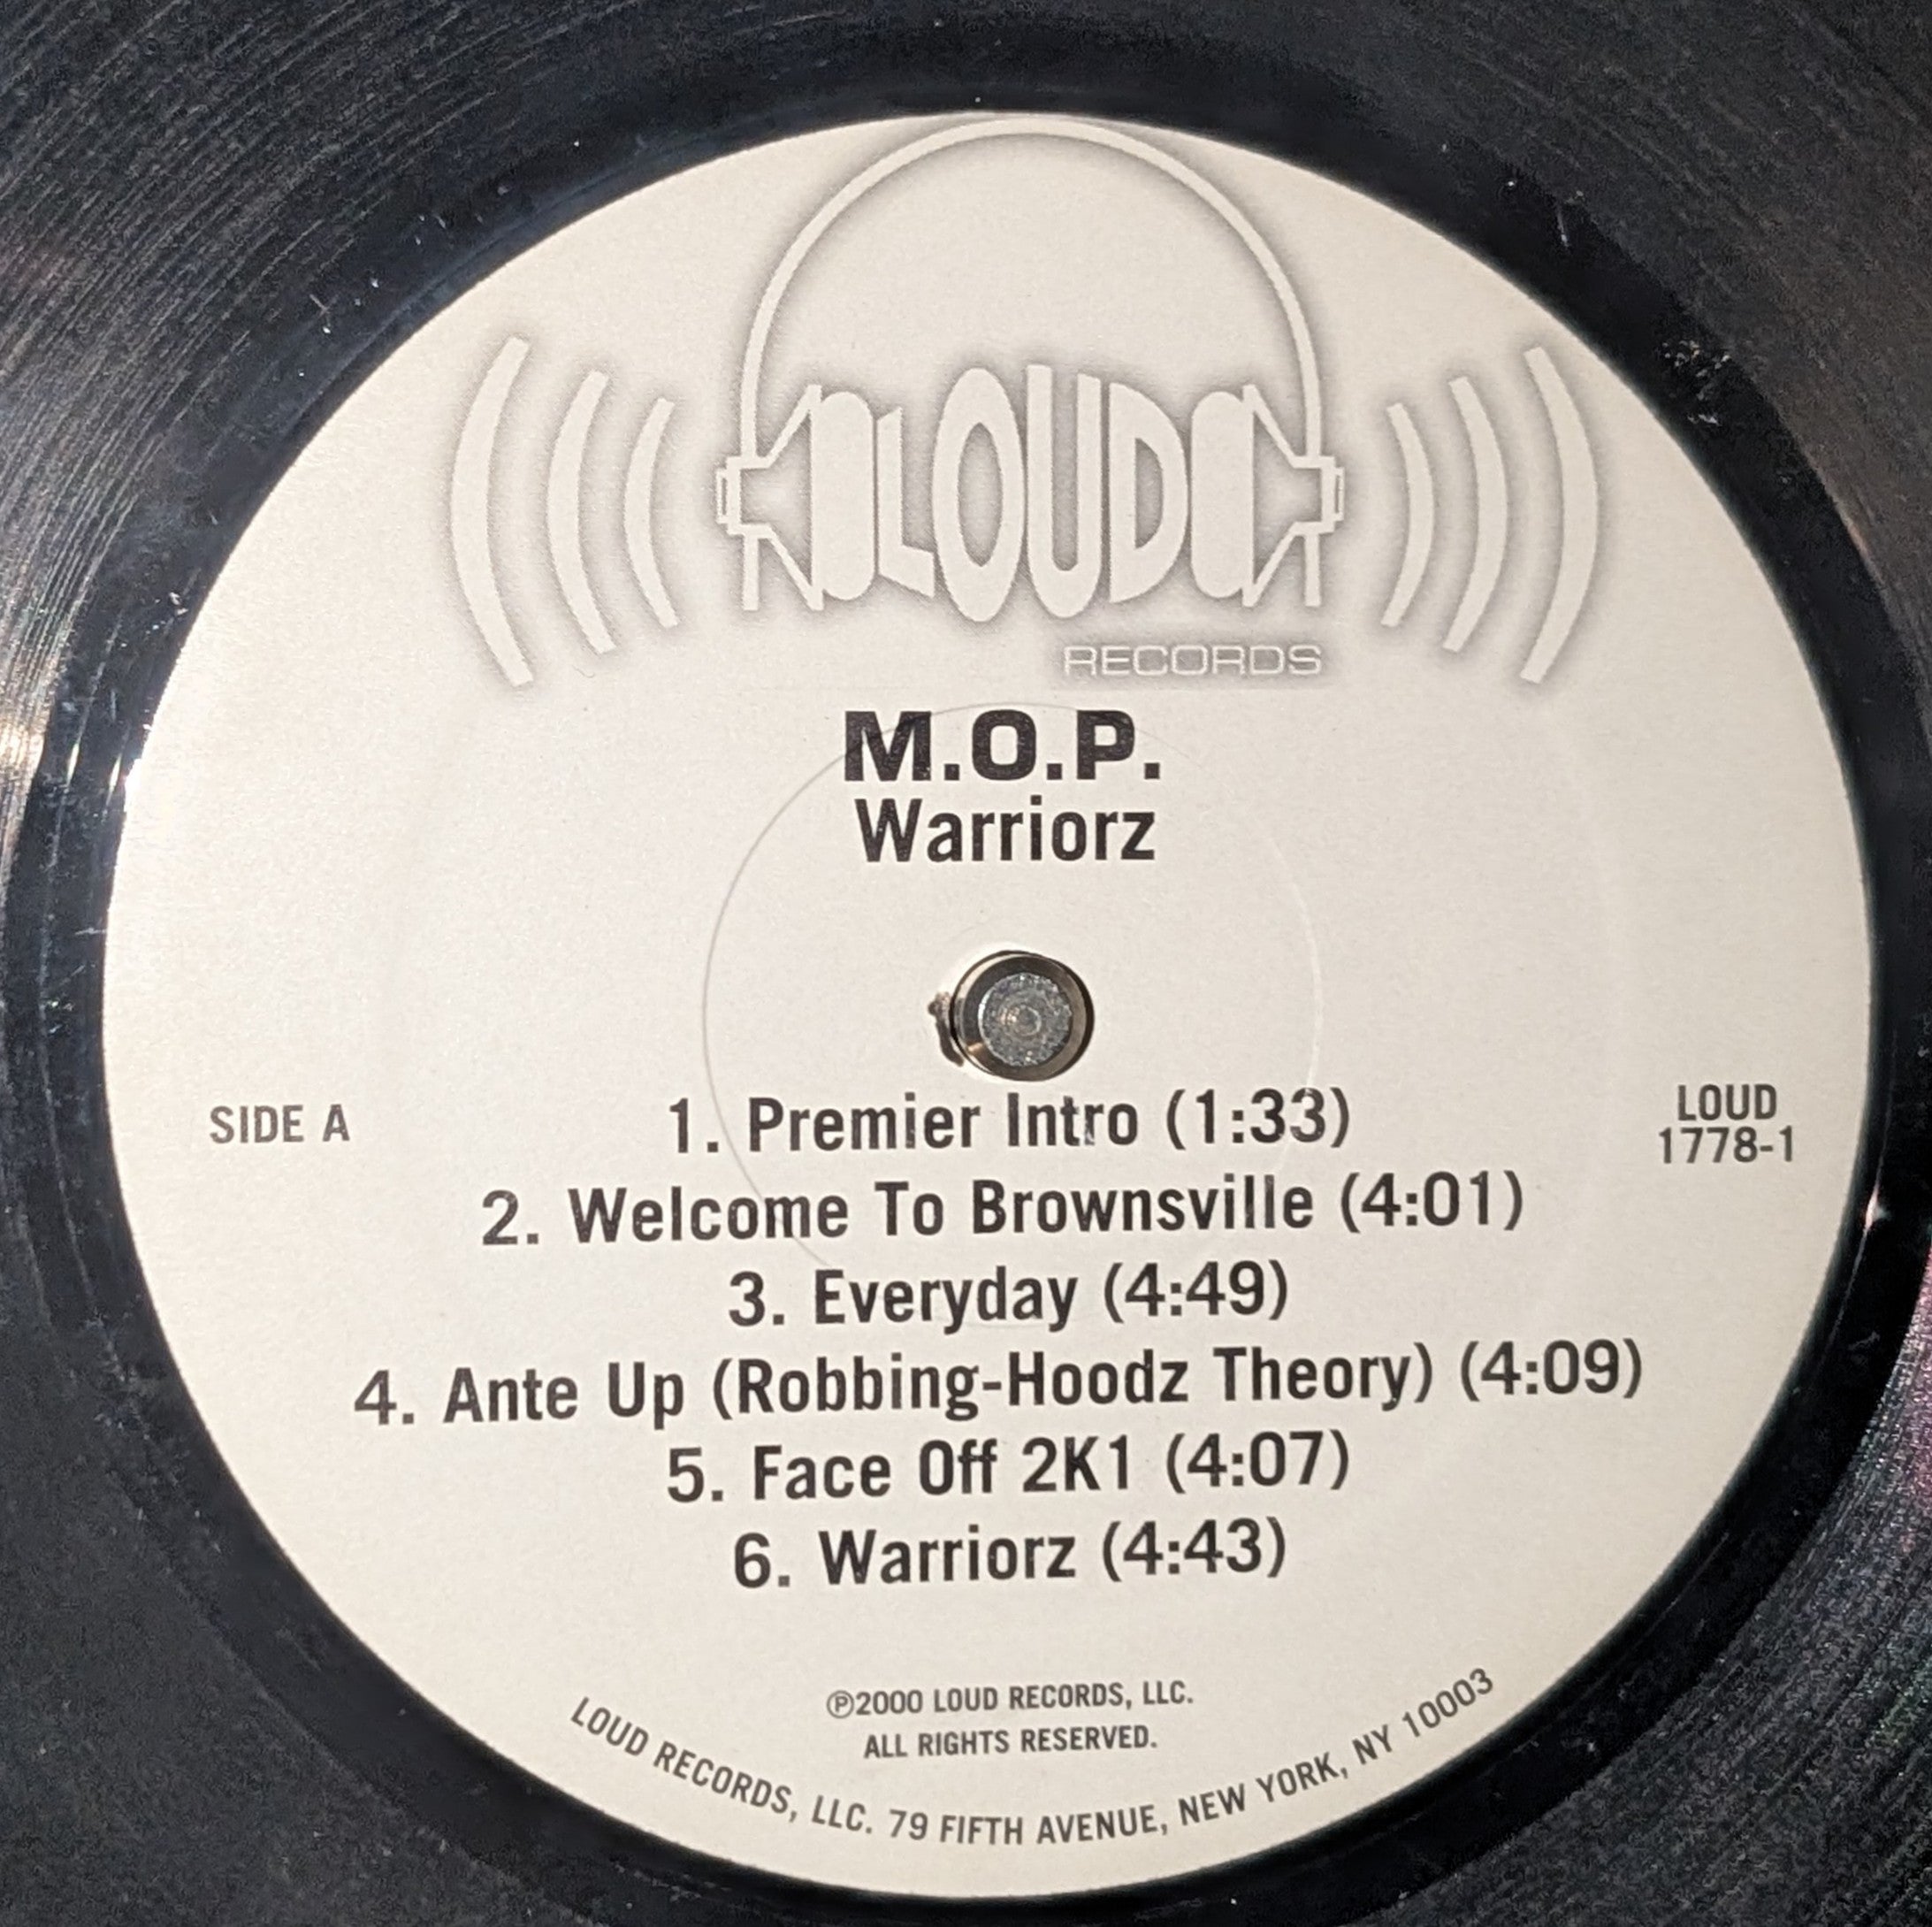 LOUD
RECORDS
M.O.P.
Warriorz
SIDE A
LOUD
1778-1
1. Premier Intro (1:33)
2. Welcome To Brownsville (4:01)
3. Everyday (4:49)
4. Ante Up (Robbing-Hoodz Theory) (4:09)
5. Face Off 2K1 (4:07)
6. Warriorz (4:43)
℗2000 LOUD RECORDS, LLC.
ALL RIGHTS RESERVED.
LOUD RECORDS, LLC. 79 FIFTH AVENUE, NEW YORK, NY 10003